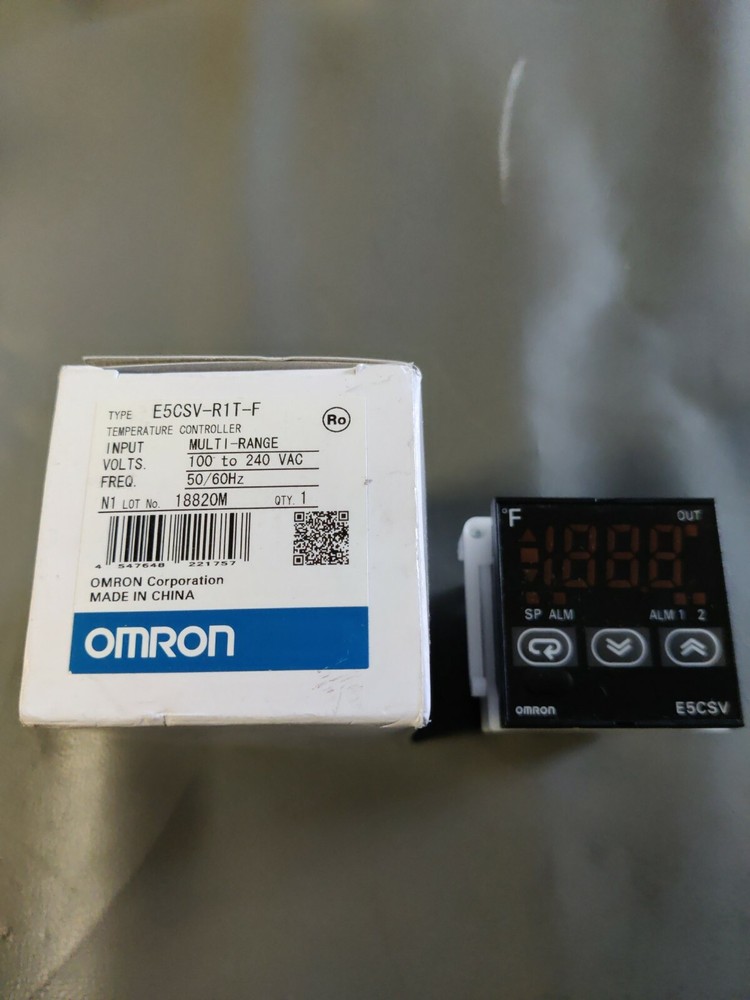 TYPE E5CSV-R1T-F
Ro
TEMPERATURE CONTROLLER
INPUT MULTI-RANGE
VOLTS. 100 to 240 VAC
FREQ. 50/60Hz
N1 LOT No. 18820M QTY. 1
4 547648 221757
OMRON Corporation
MADE IN CHINA
OMRON
°F OUT
1888
SP ALM ALM 1 2
OMRON E5CSV